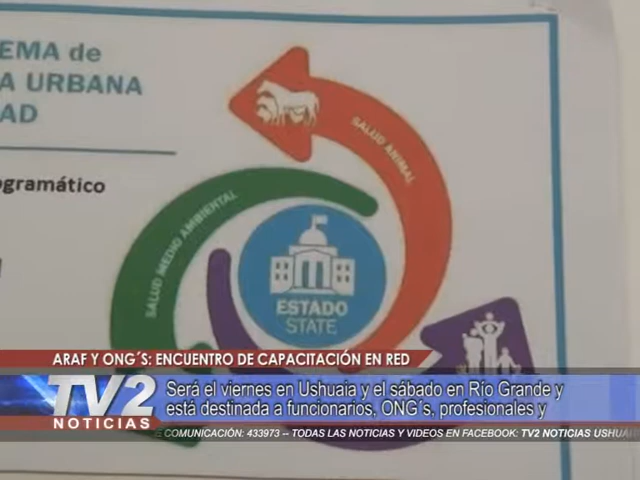 EMA de
A URBANA
AD
ogramático
SALUD ANIMAL
SALUD MEDIO AMBIENTAL
ESTADO
STATE
ARAF Y ONG´S: ENCUENTRO DE CAPACITACIÓN EN RED
TV2
NOTICIAS
Será el viernes en Ushuaia y el sábado en Río Grande y
está destinada a funcionarios, ONG´s, profesionales y
E COMUNICACIÓN: 433973 -- TODAS LAS NOTICIAS Y VIDEOS EN FACEBOOK: TV2 NOTICIAS USHUAI